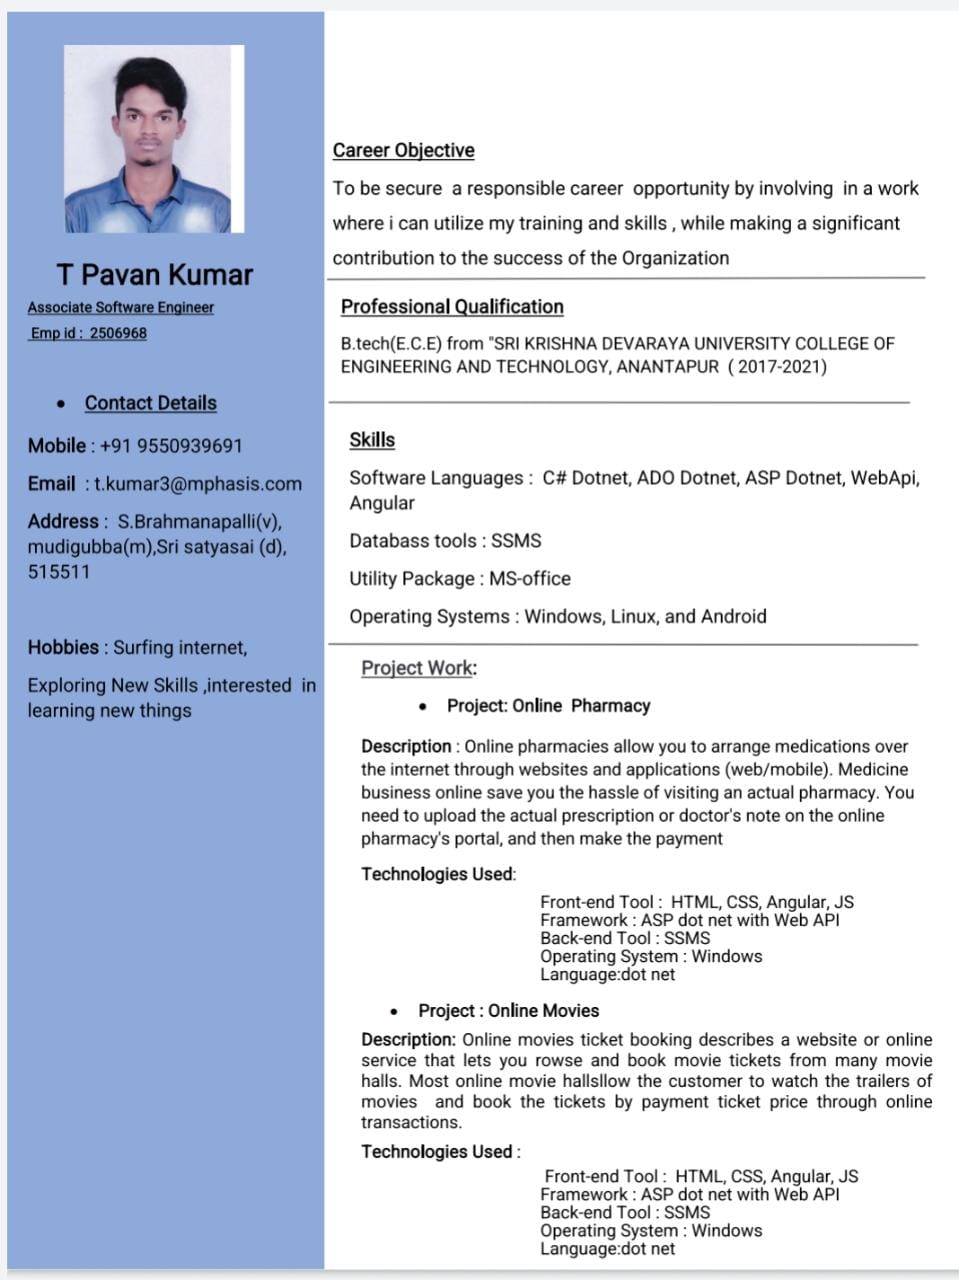 T Pavan Kumar
Associate Software Engineer
Emp id : 2506968
• Contact Details
Mobile : +91 9550939691
Email : t.kumar3@mphasis.com
Address : S.Brahmanapalli(v),
mudigubba(m),Sri satyasai (d),
515511
Hobbies : Surfing internet,
Exploring New Skills ,interested in
learning new things
Career Objective
To be secure a responsible career opportunity by involving in a work
where i can utilize my training and skills , while making a significant
contribution to the success of the Organization
Professional Qualification
B.tech(E.C.E) from "SRI KRISHNA DEVARAYA UNIVERSITY COLLEGE OF
ENGINEERING AND TECHNOLOGY, ANANTAPUR ( 2017-2021)
Skills
Software Languages : C# Dotnet, ADO Dotnet, ASP Dotnet, WebApi,
Angular
Databass tools : SSMS
Utility Package : MS-office
Operating Systems : Windows, Linux, and Android
Project Work:
• Project: Online Pharmacy
Description : Online pharmacies allow you to arrange medications over
the internet through websites and applications (web/mobile). Medicine
business online save you the hassle of visiting an actual pharmacy. You
need to upload the actual prescription or doctor's note on the online
pharmacy's portal, and then make the payment
Technologies Used:
Front-end Tool : HTML, CSS, Angular, JS
Framework : ASP dot net with Web API
Back-end Tool : SSMS
Operating System : Windows
Language:dot net
• Project : Online Movies
Description: Online movies ticket booking describes a website or online
service that lets you rowse and book movie tickets from many movie
halls. Most online movie hallsllow the customer to watch the trailers of
movies and book the tickets by payment ticket price through online
transactions.
Technologies Used :
Front-end Tool : HTML, CSS, Angular, JS
Framework : ASP dot net with Web API
Back-end Tool : SSMS
Operating System : Windows
Language:dot net